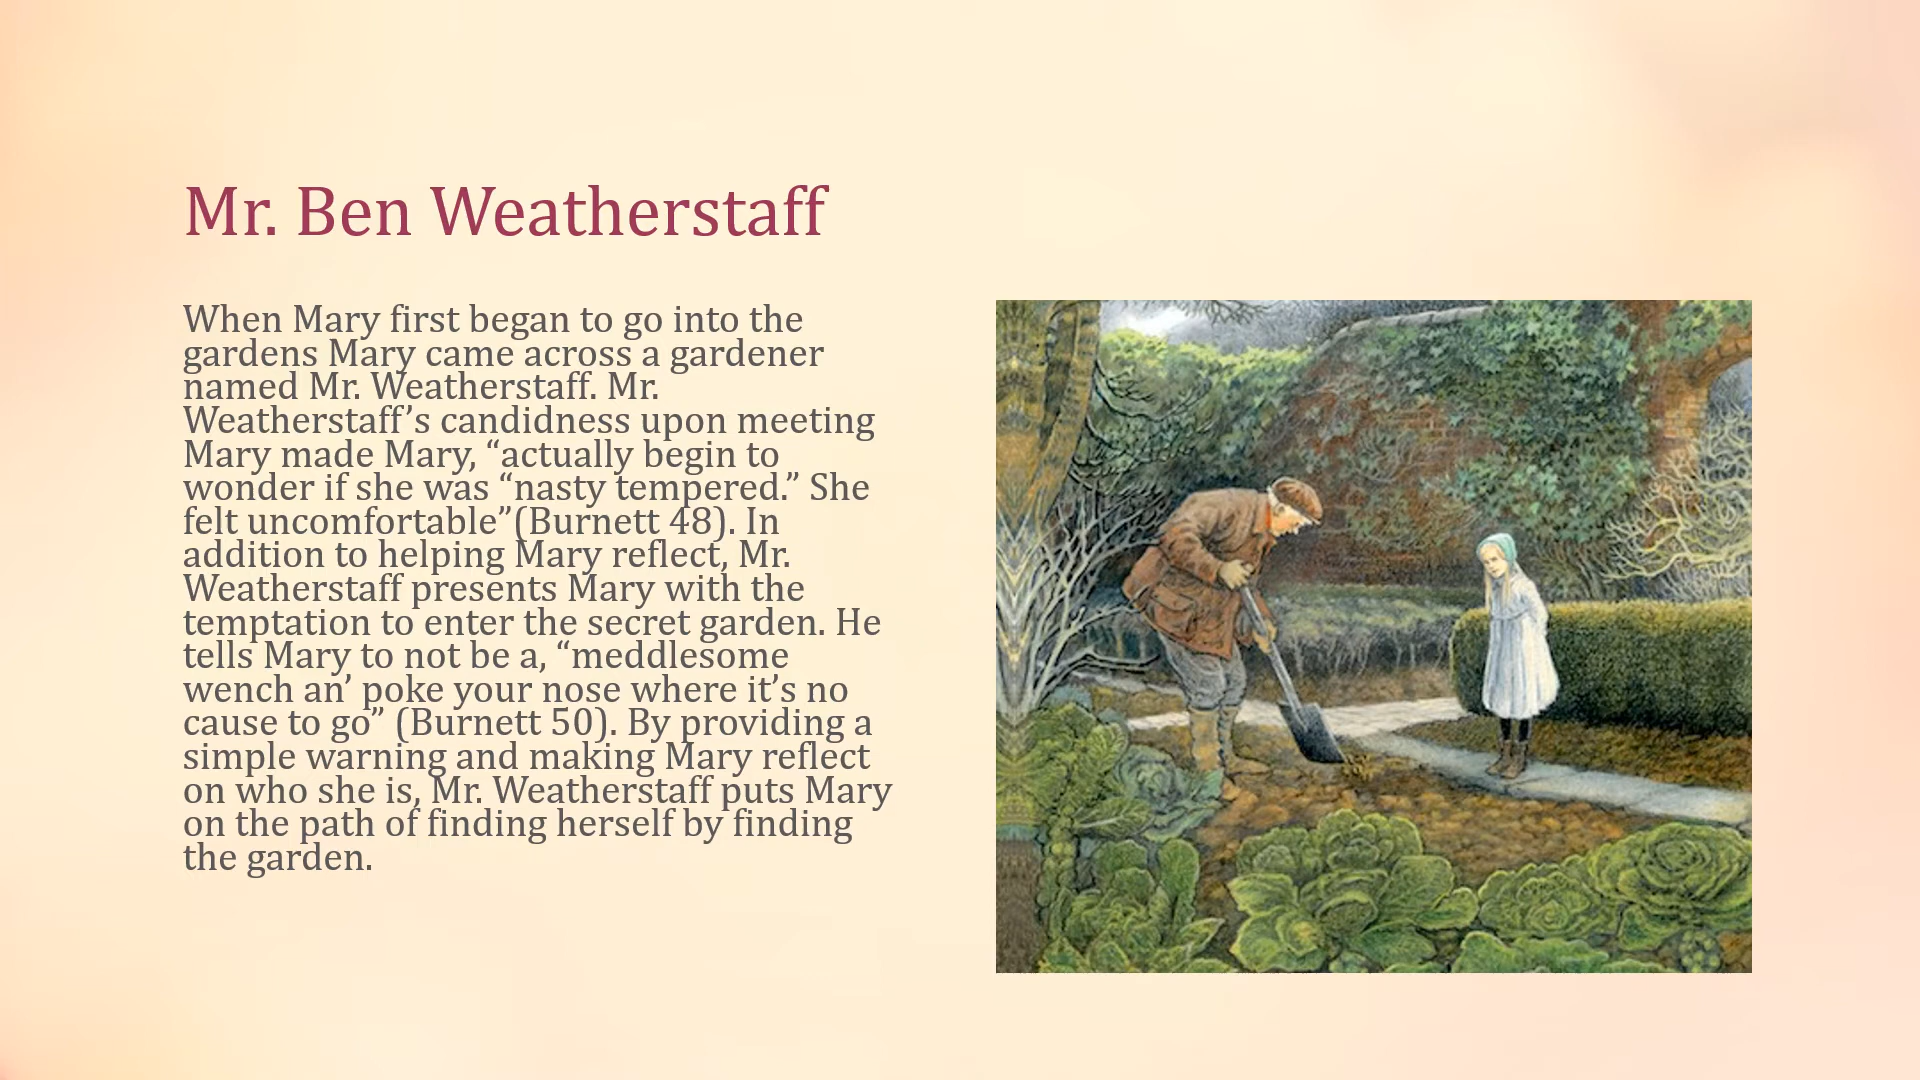 Mr. Ben Weatherstaff
When Mary first began to go into the
gardens Mary came across a gardener
named Mr. Weatherstaff. Mr.
Weatherstaff’s candidness upon meeting
Mary made Mary, “actually begin to
wonder if she was “nasty tempered.” She
felt uncomfortable”(Burnett 48). In
addition to helping Mary reflect, Mr.
Weatherstaff presents Mary with the
temptation to enter the secret garden. He
tells Mary to not be a, “meddlesome
wench an’ poke your nose where it’s no
cause to go” (Burnett 50). By providing a
simple warning and making Mary reflect
on who she is, Mr. Weatherstaff puts Mary
on the path of finding herself by finding
the garden.